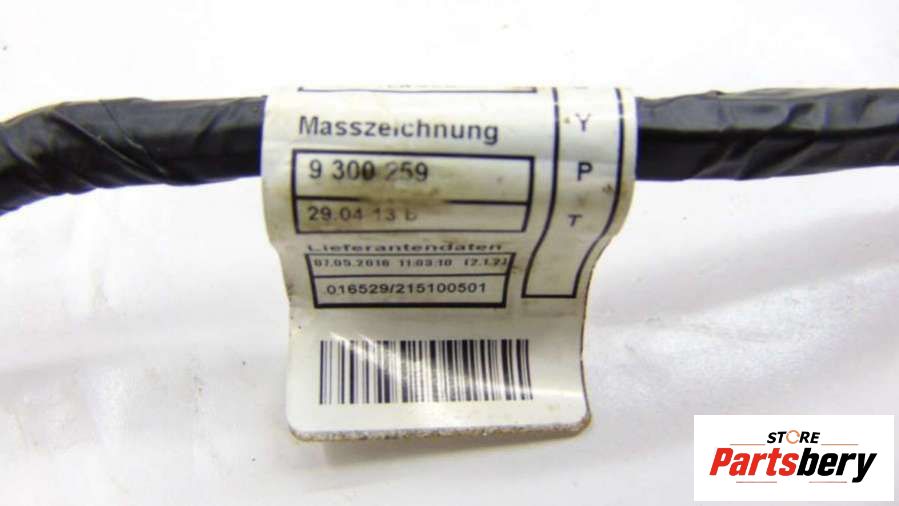 Masszeichnung
9 300 259
29.04.13 B
Lieferantendaten
07.05.2016 11:03:10 (2.1.2)
016529/215100501
Y
P
T
STORE
Partsbery